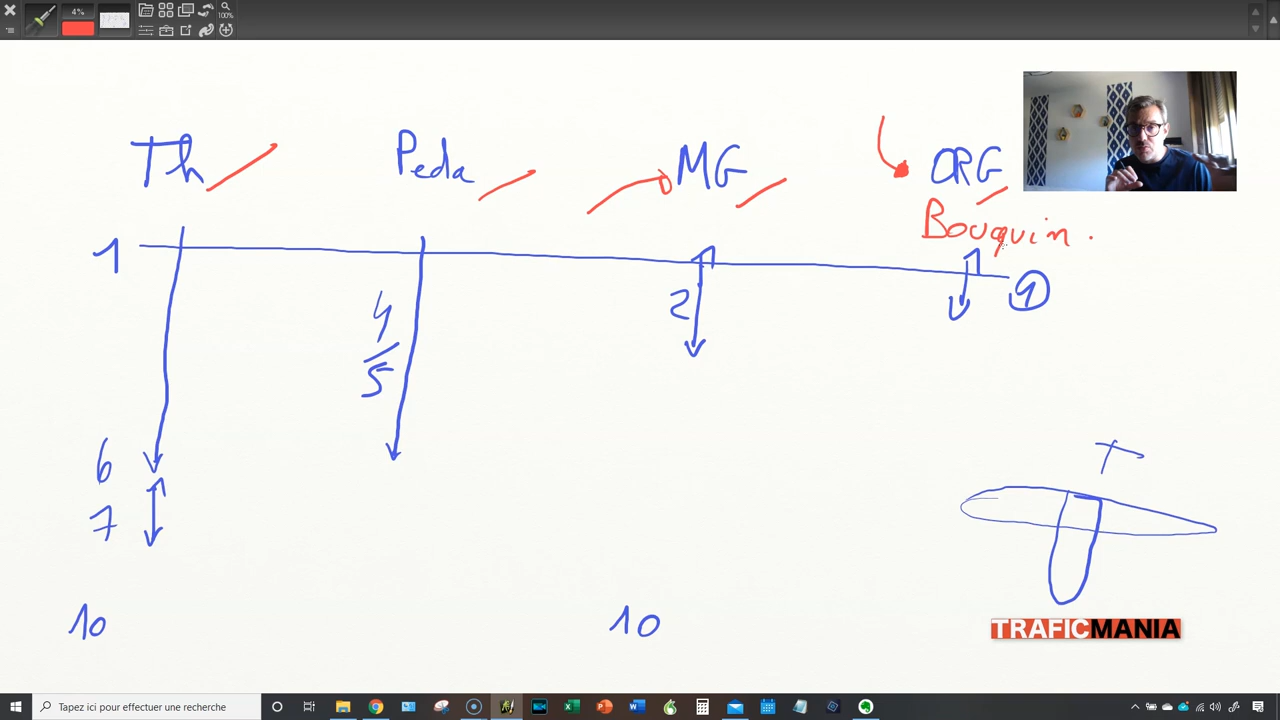 4%
100%
Th
Peda
MG
ORG
Bouquin.
1
4
5
2
1
6
7
T
10
10
TRAFICMANIA
Tapez ici pour effectuer une recherche